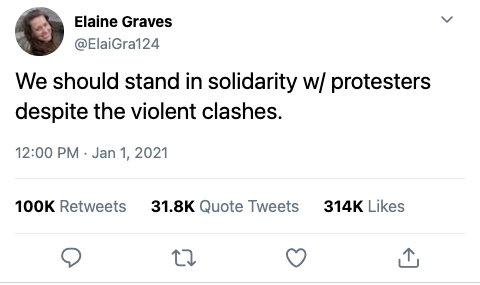 Elaine Graves
@ElaiGra124
We should stand in solidarity w/ protesters
despite the violent clashes.
12:00 PM · Jan 1, 2021
100K Retweets 31.8K Quote Tweets 314K Likes